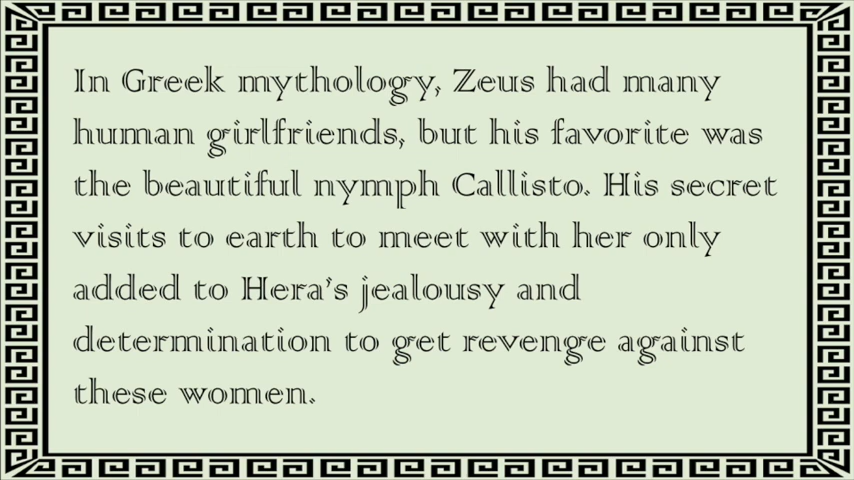 In Greek mythology, Zeus had many
human girlfriends, but his favorite was
the beautiful nymph Callisto. His secret
visits to earth to meet with her only
added to Hera's jealousy and
determination to get revenge against
these women.